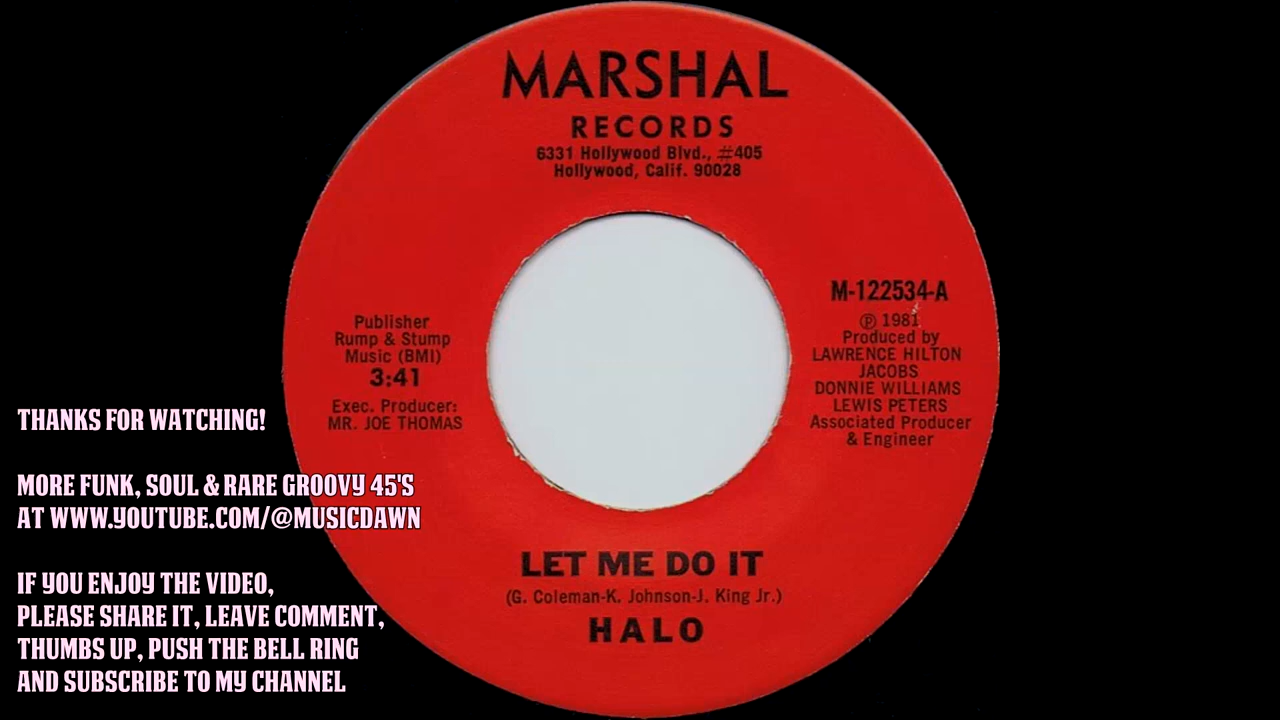 MARSHAL
RECORDS
6331 Hollywood Blvd., #405
Hollywood, Calif. 90028
Publisher
Rump & Stump
Music (BMI)
3:41
Exec. Producer:
MR. JOE THOMAS
M-122534-A
℗ 1981
Produced by
LAWRENCE HILTON
JACOBS
DONNIE WILLIAMS
LEWIS PETERS
Associated Producer
& Engineer
LET ME DO IT
(G. Coleman-K. Johnson-J. King Jr.)
HALO
THANKS FOR WATCHING!
MORE FUNK, SOUL & RARE GROOVY 45'S
AT WWW.YOUTUBE.COM/@MUSICDAWN
IF YOU ENJOY THE VIDEO,
PLEASE SHARE IT, LEAVE COMMENT,
THUMBS UP, PUSH THE BELL RING
AND SUBSCRIBE TO MY CHANNEL